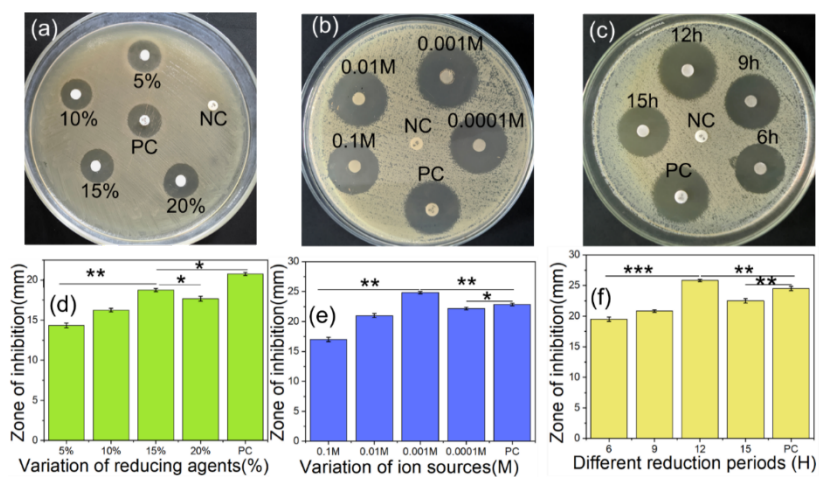 (a)
5%
10%
NC
PC
15%
20%
(b)
0.001M
0.01M
NC
0.0001M
0.1M
PC
(c)
12h
9h
15h
NC
6h
PC
Zone of inhibition(mm)
20
15
10
5
0
(d)
**
*
*
5%
10%
15%
20%
PC
Variation of reducing agents(%)
Zone of inhibition(mm)
30
25
20
15
10
5
0
(e)
**
**
*
0.1M
0.01M
0.001M
0.0001M
PC
Variation of ion sources(M)
Zone of inhibition(mm)
30
25
20
15
10
5
0
(f)
***
**
**
6
9
12
15
PC
Different reduction periods (H)